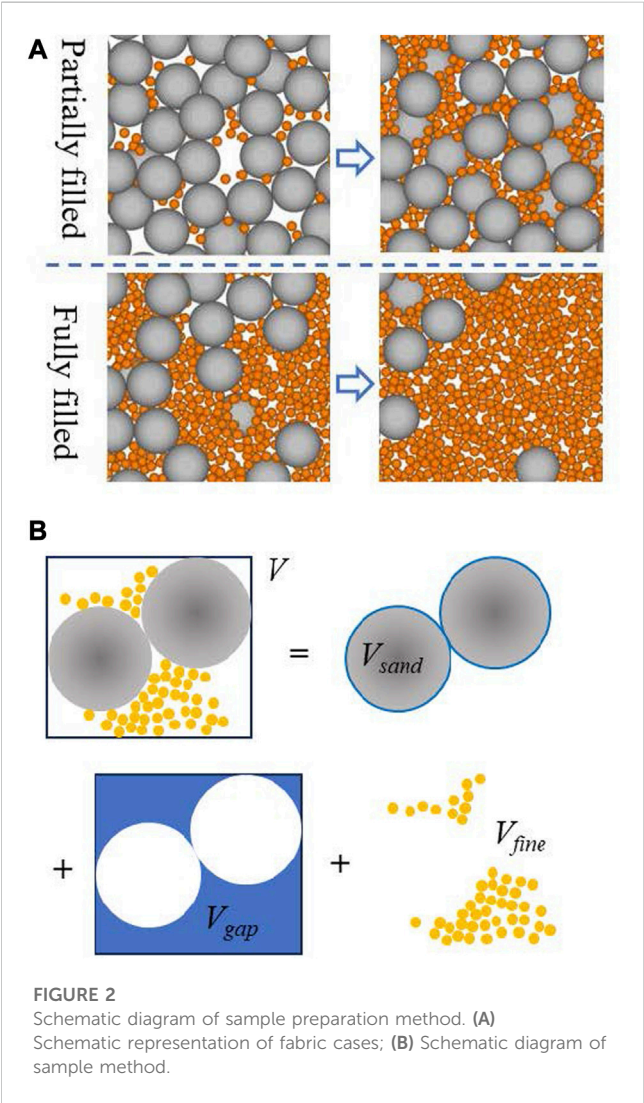 A
Partially filled
Fully filled
B
V
=
V_sand
+
V_gap
+
V_fine
FIGURE 2
Schematic diagram of sample preparation method. (A)
Schematic representation of fabric cases; (B) Schematic diagram of
sample method.